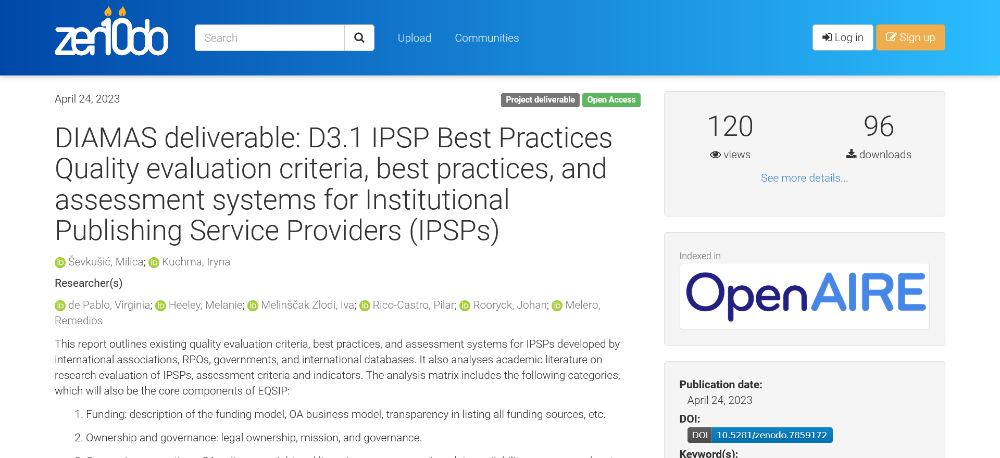 zen10do
Search
Upload
Communities
Log in
Sign up
April 24, 2023
Project deliverable
Open Access
DIAMAS deliverable: D3.1 IPSP Best Practices
Quality evaluation criteria, best practices, and
assessment systems for Institutional
Publishing Service Providers (IPSPs)
Ševkušić, Milica; Kuchma, Iryna
Researcher(s)
de Pablo, Virginia; Heeley, Melanie; Melinščak Zlodi, Iva; Rico-Castro, Pilar; Rooryck, Johan; Melero,
Remedios
This report outlines existing quality evaluation criteria, best practices, and assessment systems for IPSPs developed by
international associations, RPOs, governments, and international databases. It also analyses academic literature on
research evaluation of IPSPs, assessment criteria and indicators. The analysis matrix includes the following categories,
which will also be the core components of EQSIP:
1. Funding: description of the funding model, OA business model, transparency in listing all funding sources, etc.
2. Ownership and governance: legal ownership, mission, and governance.
120
views
96
downloads
See more details...
Indexed in
OpenAIRE
Publication date:
April 24, 2023
DOI:
DOI 10.5281/zenodo.7859172
Keyword(s):